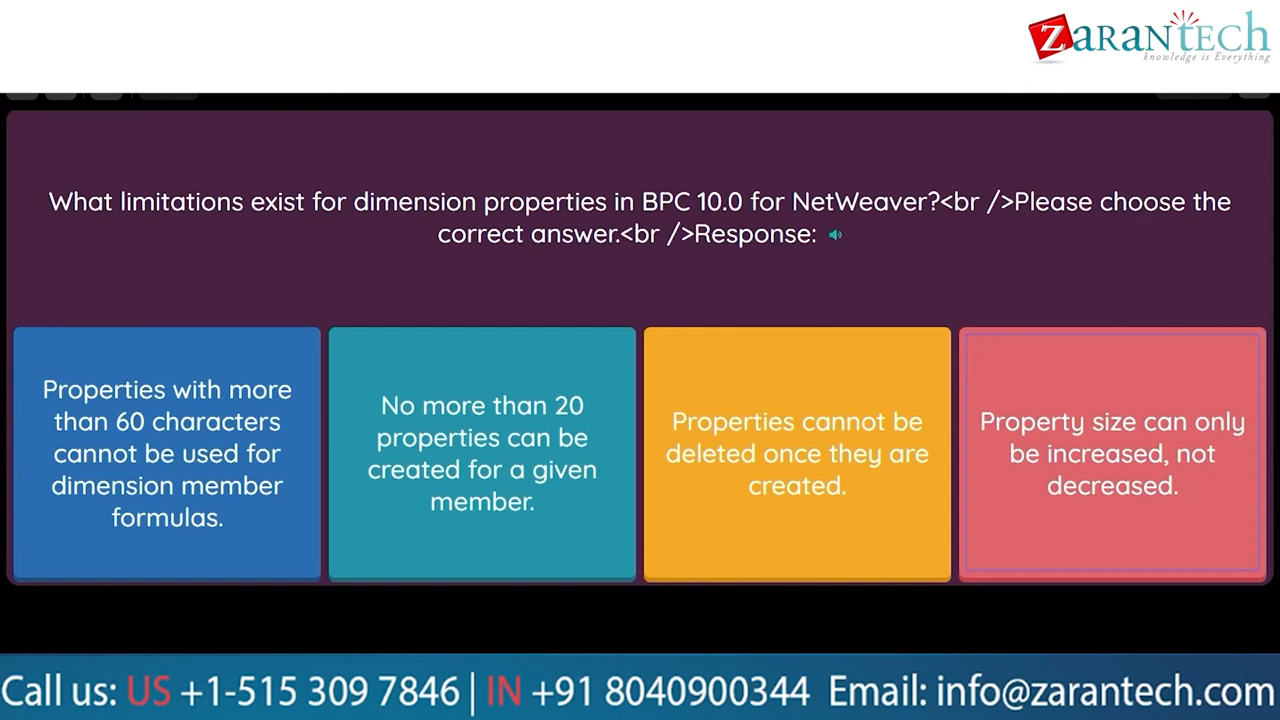 ZARANTECH
knowledge is Everything
What limitations exist for dimension properties in BPC 10.0 for NetWeaver?<br />Please choose the
correct answer.<br />Response:
Properties with more
than 60 characters
cannot be used for
dimension member
formulas.
No more than 20
properties can be
created for a given
member.
Properties cannot be
deleted once they are
created.
Property size can only
be increased, not
decreased.
Call us: US +1-515 309 7846 | IN +91 8040900344 Email: info@zarantech.com